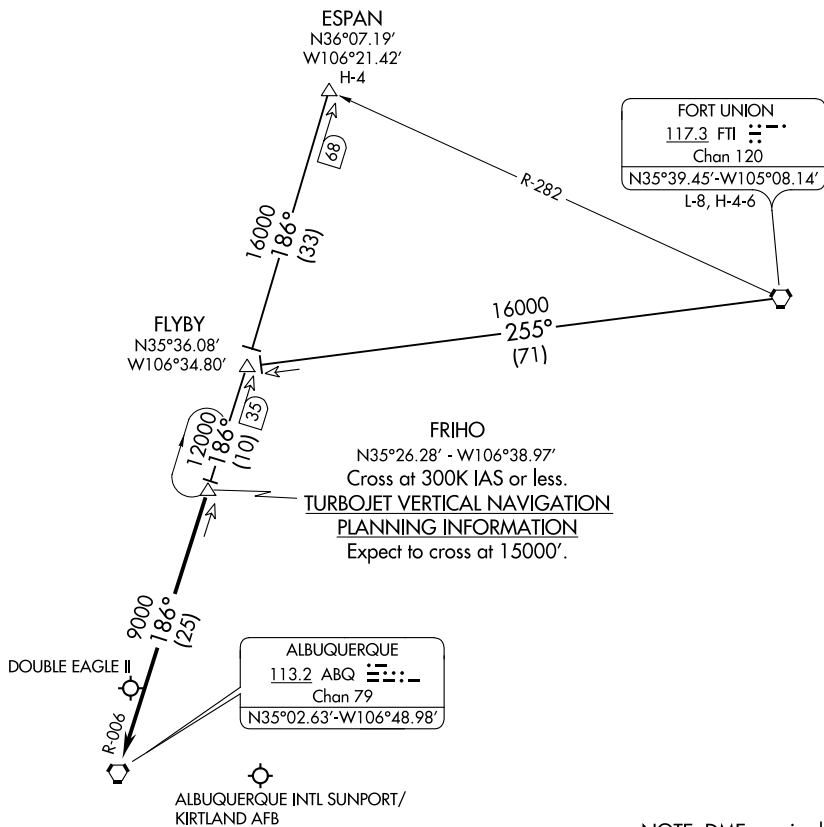 ESPAN
N36°07.19'
W106°21.42'
H-4
68
16000
186°
(33)
R-282
FORT UNION
117.3 FTI
Chan 120
N35°39.45'-W105°08.14'
L-8, H-4-6
16000
255°
(71)
FLYBY
N35°36.08'
W106°34.80'
35
12000
186°
(10)
FRIHO
N35°26.28' - W106°38.97'
Cross at 300K IAS or less.
TURBOJET VERTICAL NAVIGATION
PLANNING INFORMATION
Expect to cross at 15000'.
9000
186°
(25)
DOUBLE EAGLE II
R-006
ALBUQUERQUE
113.2 ABQ
Chan 79
N35°02.63'-W106°48.98'
ALBUQUERQUE INTL SUNPORT/
KIRTLAND AFB
NOTE: DME